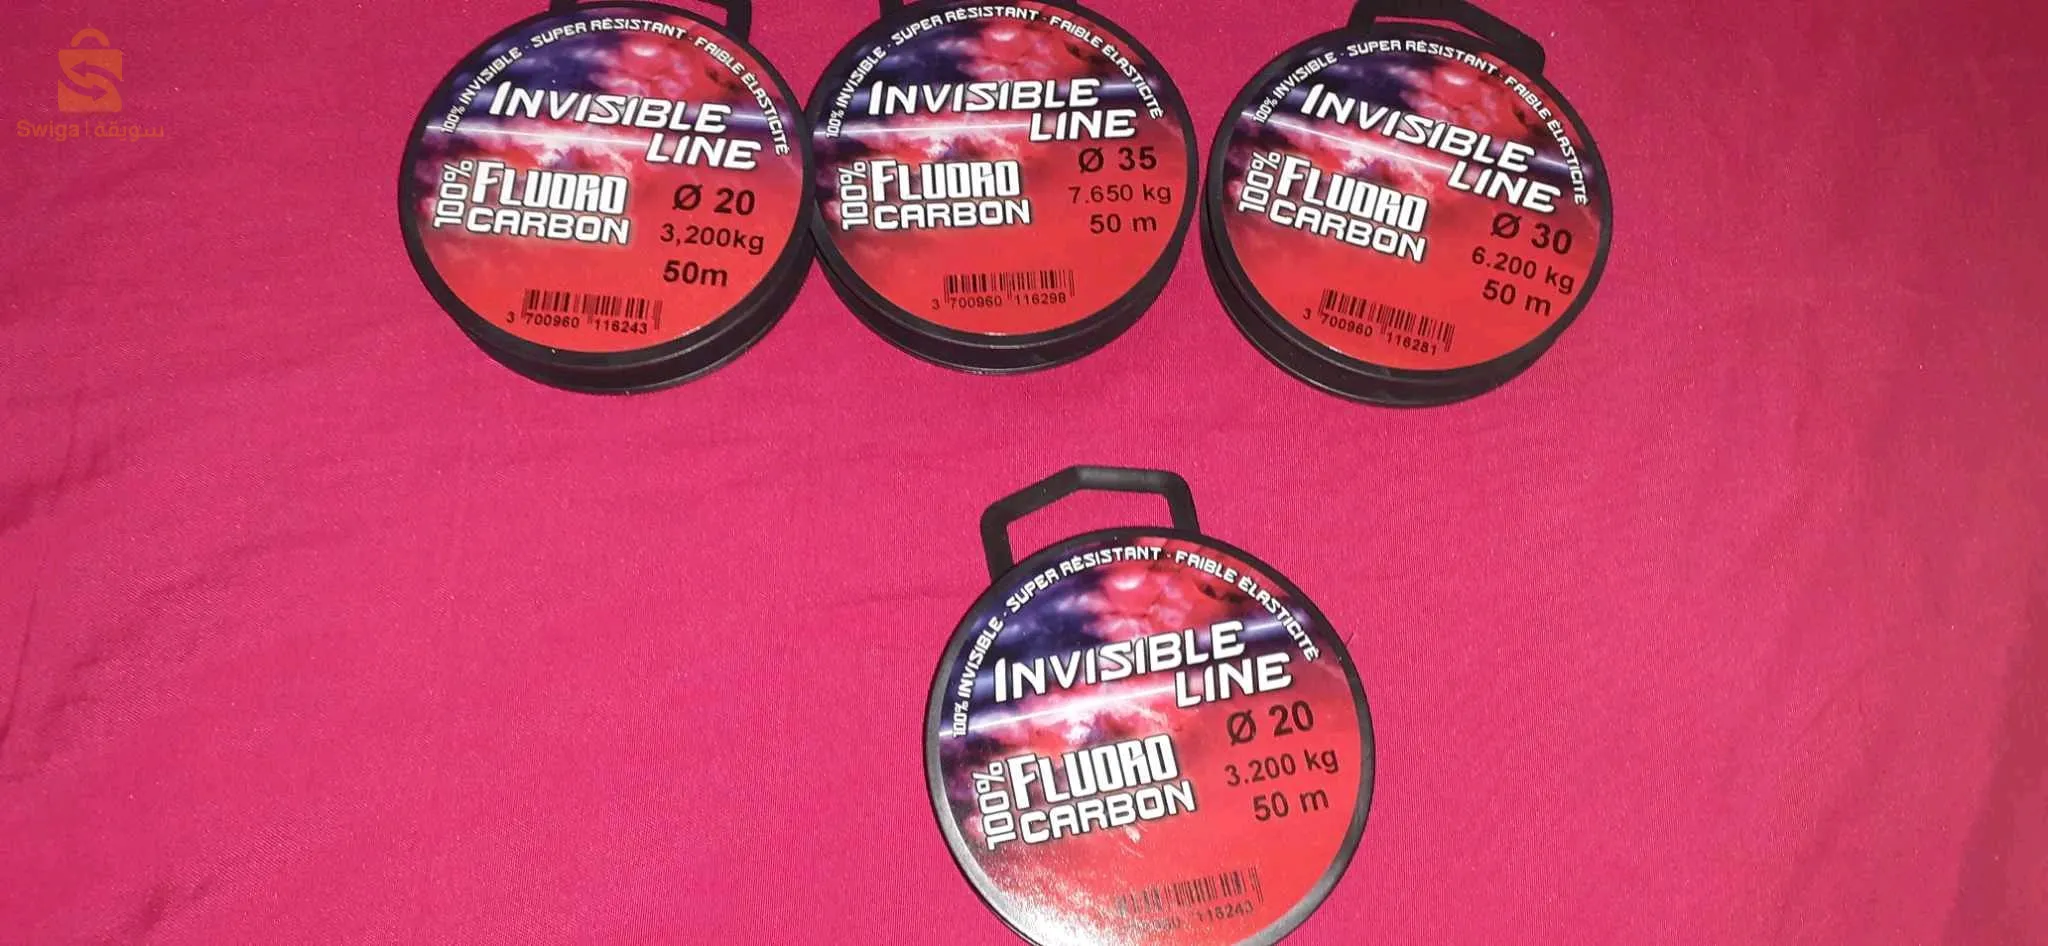 Swiga | سويقة
100% INVISIBLE - SUPER RÉSISTANT - FAIBLE ÉLASTICITÉ
INVISIBLE
LINE
100% FLUORO
CARBON
Ø 20
3,200kg
50m
3 700960 116243
100% INVISIBLE - SUPER RÉSISTANT - FAIBLE ÉLASTICITÉ
INVISIBLE
LINE
100% FLUORO
CARBON
Ø 35
7.650 kg
50 m
3 700960 116298
100% INVISIBLE - SUPER RÉSISTANT - FAIBLE ÉLASTICITÉ
INVISIBLE
LINE
100% FLUORO
CARBON
Ø 30
6.200 kg
50 m
3 700960 116281
100% INVISIBLE - SUPER RÉSISTANT - FAIBLE ÉLASTICITÉ
INVISIBLE
LINE
100% FLUORO
CARBON
Ø 20
3.200 kg
50 m
116243